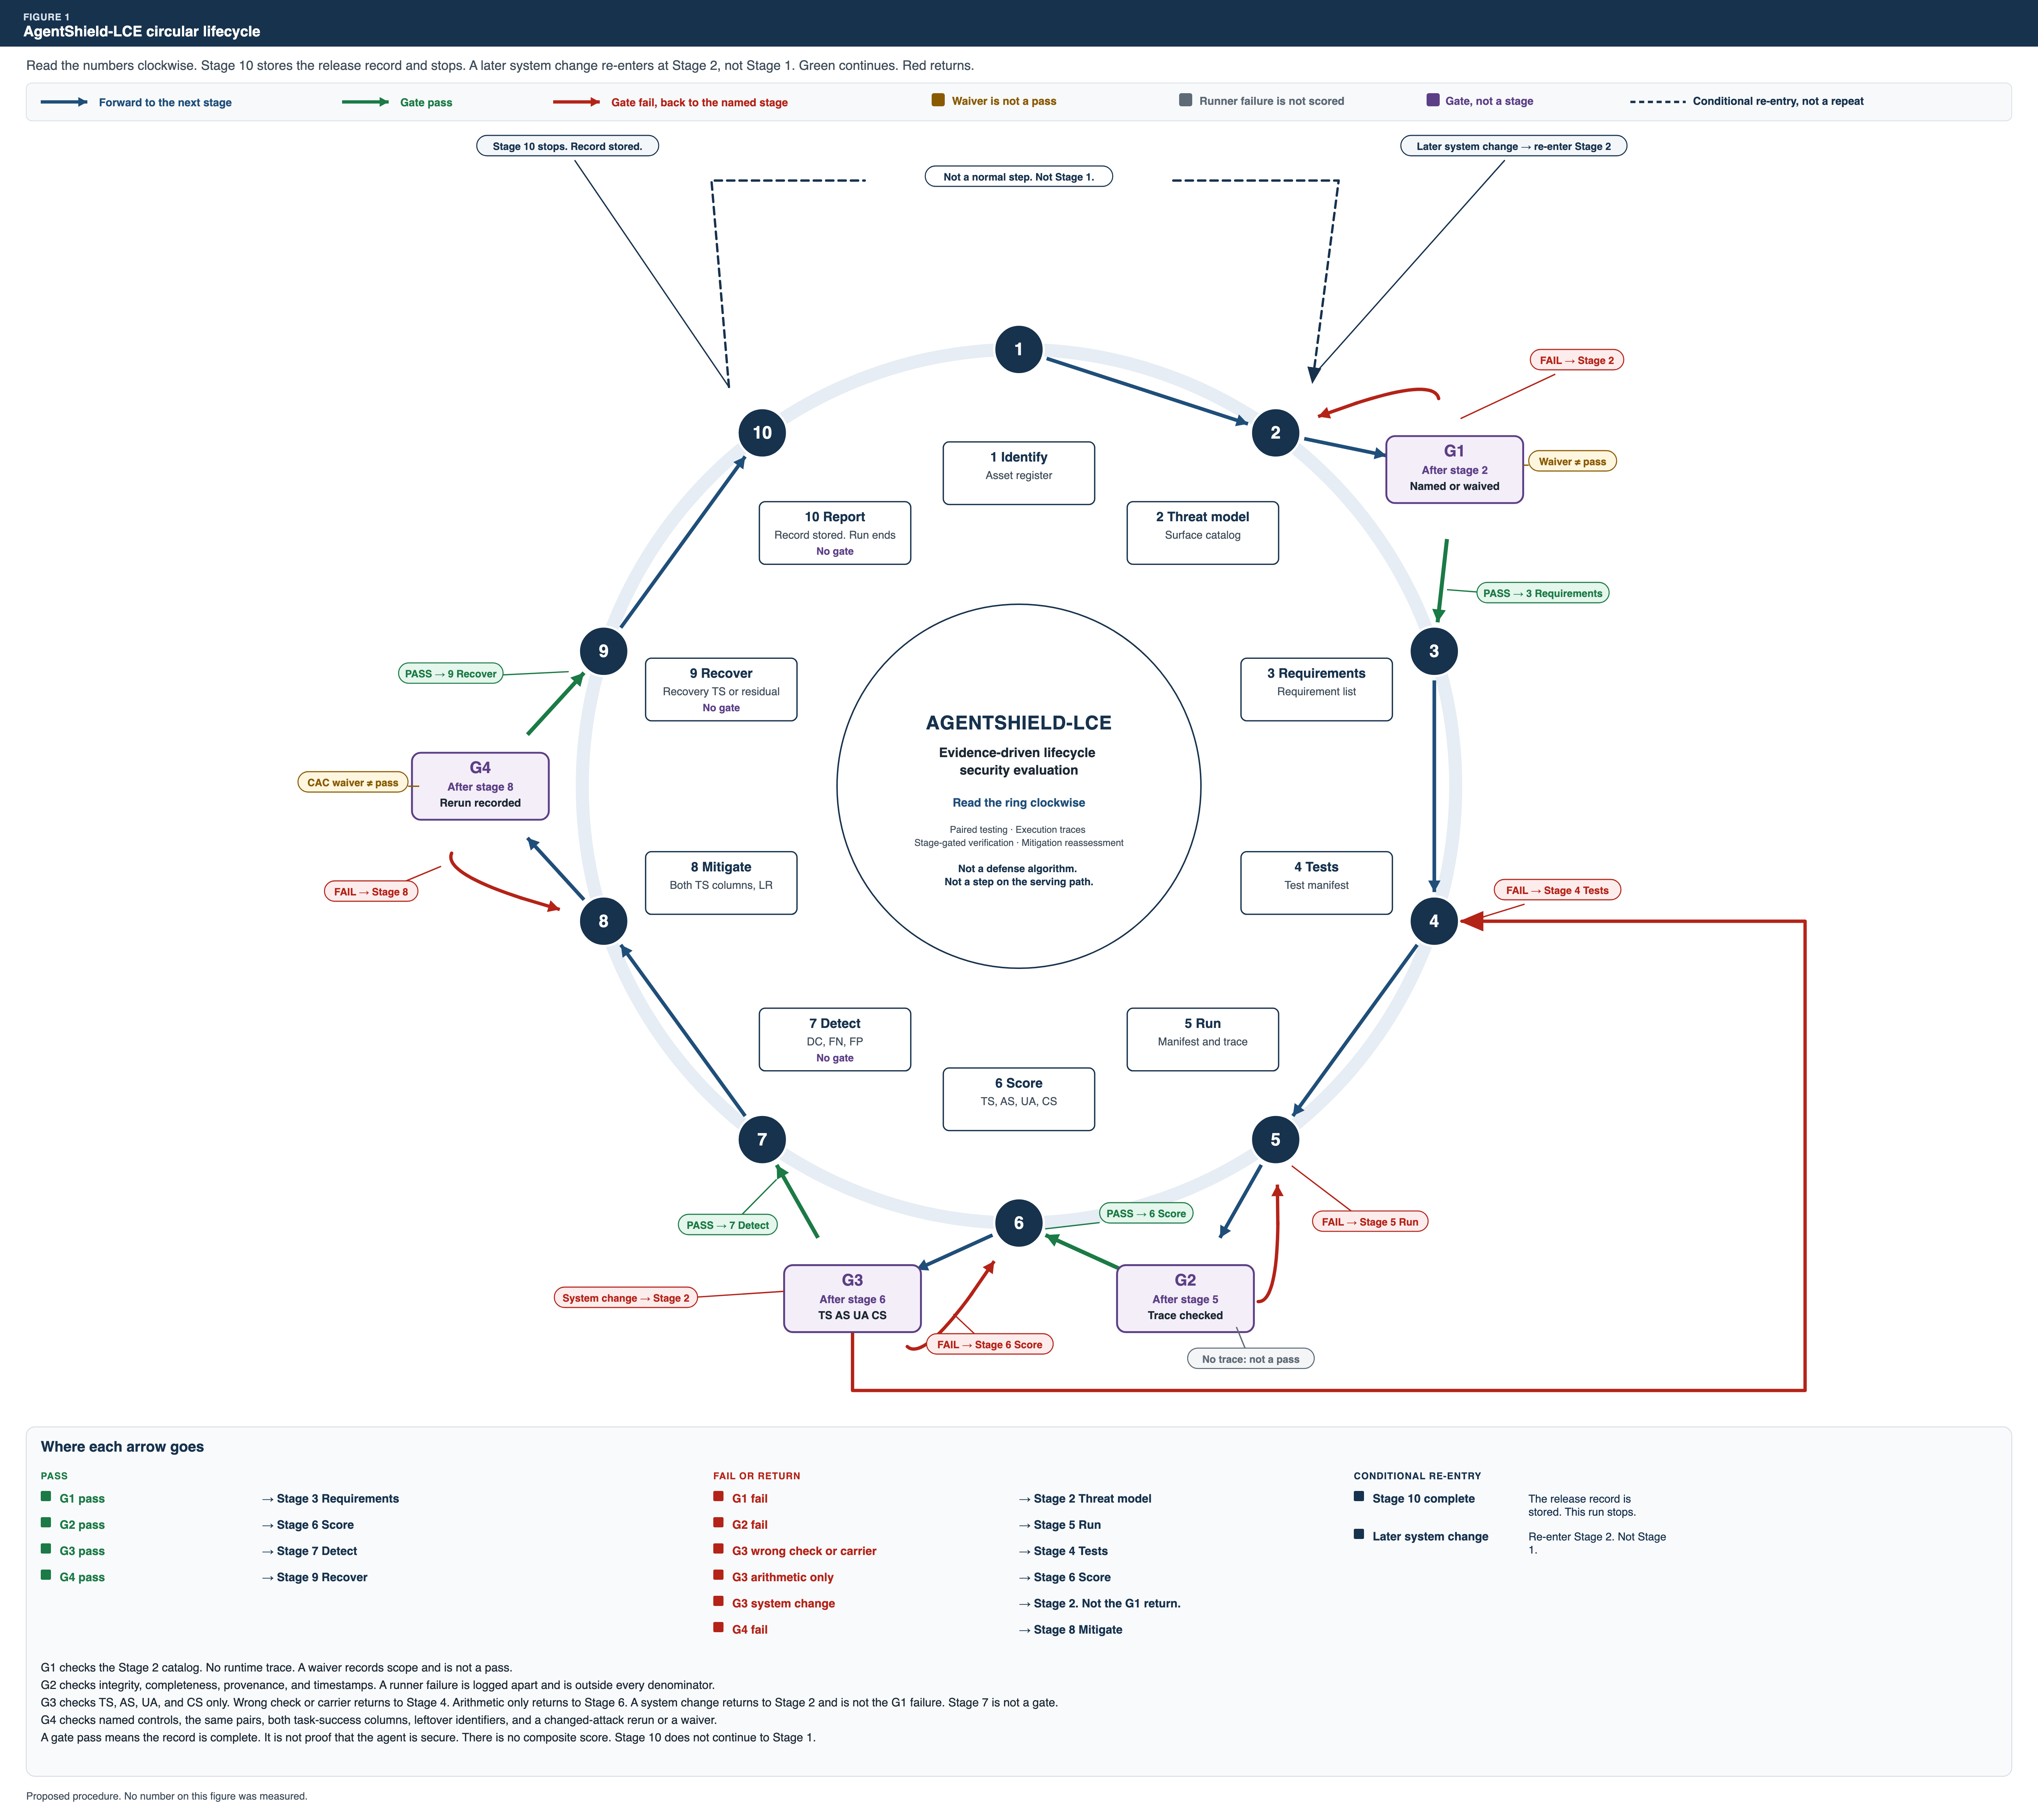 FIGURE 1
AgentShield-LCE circular lifecycle
Read the numbers clockwise. Stage 10 stores the release record and stops. A later system change re-enters at Stage 2, not Stage 1. Green continues. Red returns.
Forward to the next stage
Gate pass
Gate fail, back to the named stage
Waiver is not a pass
Runner failure is not scored
Gate, not a stage
Conditional re-entry, not a repeat
Stage 10 stops. Record stored.
Not a normal step. Not Stage 1.
Later system change → re-enter Stage 2
1
2
3
4
5
6
7
8
9
10
FAIL → Stage 2
G1
After stage 2
Named or waived
Waiver ≠ pass
PASS → 3 Requirements
1 Identify
Asset register
2 Threat model
Surface catalog
3 Requirements
Requirement list
4 Tests
Test manifest
FAIL → Stage 4 Tests
5 Run
Manifest and trace
6 Score
TS, AS, UA, CS
7 Detect
DC, FN, FP
No gate
8 Mitigate
Both TS columns, LR
9 Recover
Recovery TS or residual
No gate
10 Report
Record stored. Run ends
No gate
AGENTSHIELD-LCE
Evidence-driven lifecycle
security evaluation
Read the ring clockwise
Paired testing · Execution traces
Stage-gated verification · Mitigation reassessment
Not a defense algorithm.
Not a step on the serving path.
PASS → 9 Recover
G4
After stage 8
Rerun recorded
CAC waiver ≠ pass
FAIL → Stage 8
PASS → 7 Detect
PASS → 6 Score
FAIL → Stage 5 Run
System change → Stage 2
G3
After stage 6
TS AS UA CS
FAIL → Stage 6 Score
G2
After stage 5
Trace checked
No trace: not a pass
Where each arrow goes
PASS
G1 pass → Stage 3 Requirements
G2 pass → Stage 6 Score
G3 pass → Stage 7 Detect
G4 pass → Stage 9 Recover
FAIL OR RETURN
G1 fail → Stage 2 Threat model
G2 fail → Stage 5 Run
G3 wrong check or carrier → Stage 4 Tests
G3 arithmetic only → Stage 6 Score
G3 system change → Stage 2. Not the G1 return.
G4 fail → Stage 8 Mitigate
CONDITIONAL RE-ENTRY
Stage 10 complete The release record is
stored. This run stops.
Later system change Re-enter Stage 2. Not Stage
1.
G1 checks the Stage 2 catalog. No runtime trace. A waiver records scope and is not a pass.
G2 checks integrity, completeness, provenance, and timestamps. A runner failure is logged apart and is outside every denominator.
G3 checks TS, AS, UA, and CS only. Wrong check or carrier returns to Stage 4. Arithmetic only returns to Stage 6. A system change returns to Stage 2 and is not the G1 failure. Stage 7 is not a gate.
G4 checks named controls, the same pairs, both task-success columns, leftover identifiers, and a changed-attack rerun or a waiver.
A gate pass means the record is complete. It is not proof that the agent is secure. There is no composite score. Stage 10 does not continue to Stage 1.
Proposed procedure. No number on this figure was measured.